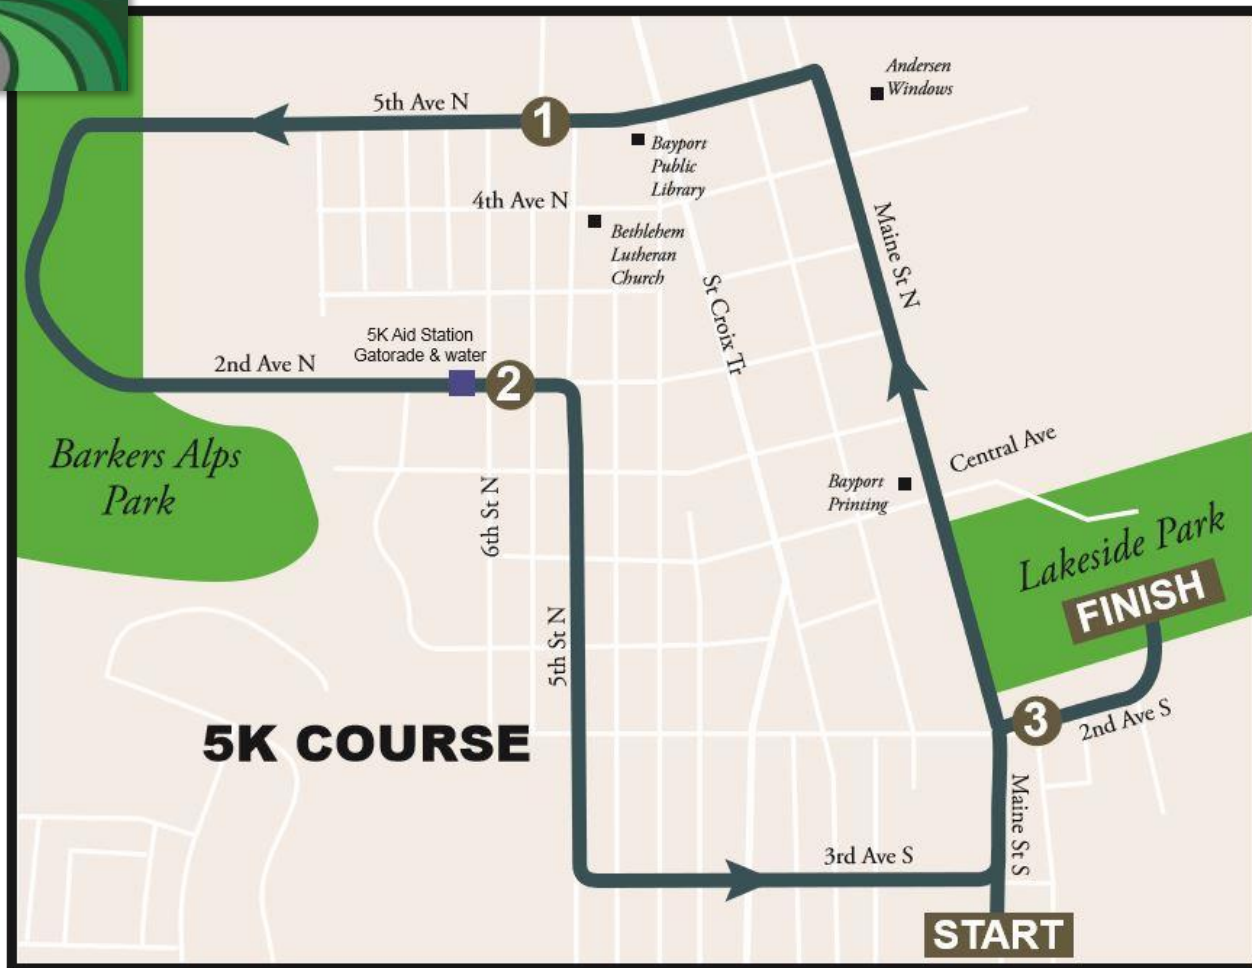 Andersen
Windows
5th Ave N
1
Bayport
Public
Library
4th Ave N
Bethlehem
Lutheran
Church
Maine St N
St Croix Tr
5K Aid Station
Gatorade & water
2nd Ave N
2
Barkers Alps
Park
Central Ave
Bayport
Printing
6th St N
Lakeside Park
FINISH
5th St N
3
2nd Ave S
5K COURSE
Maine St S
3rd Ave S
START